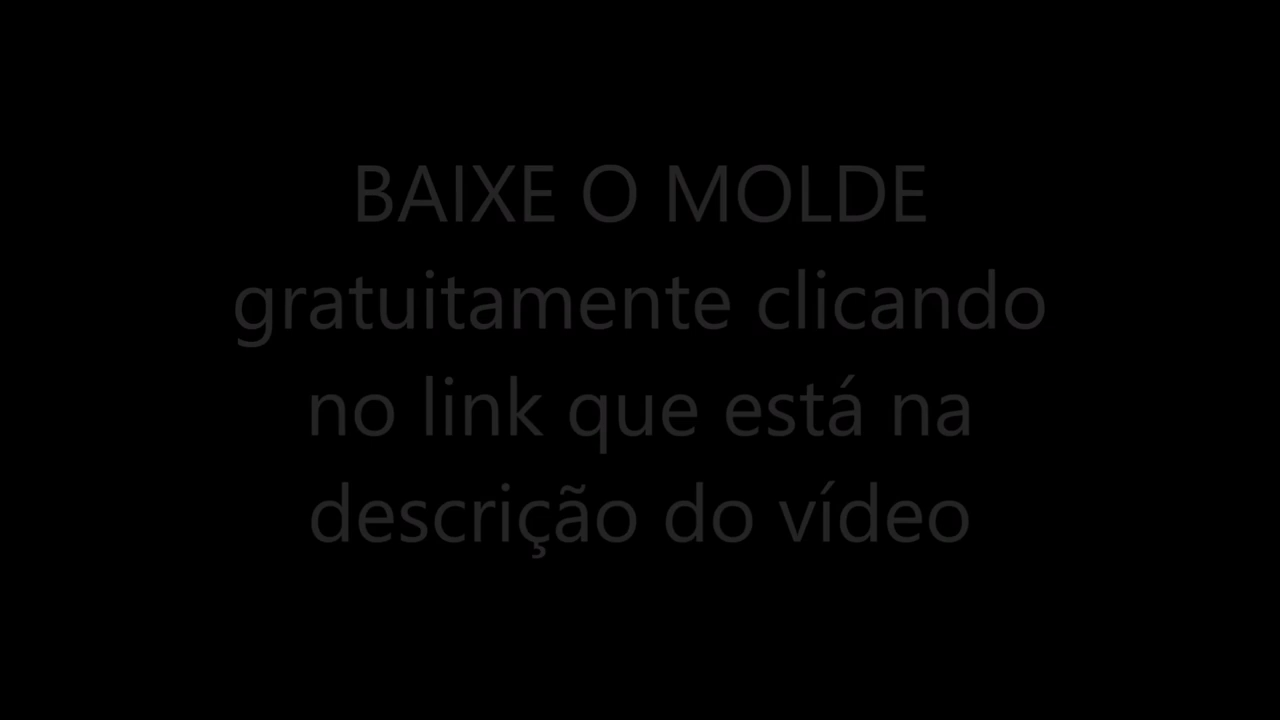 BAIXE O MOLDE
gratuitamente clicando
no link que está na
descrição do vídeo